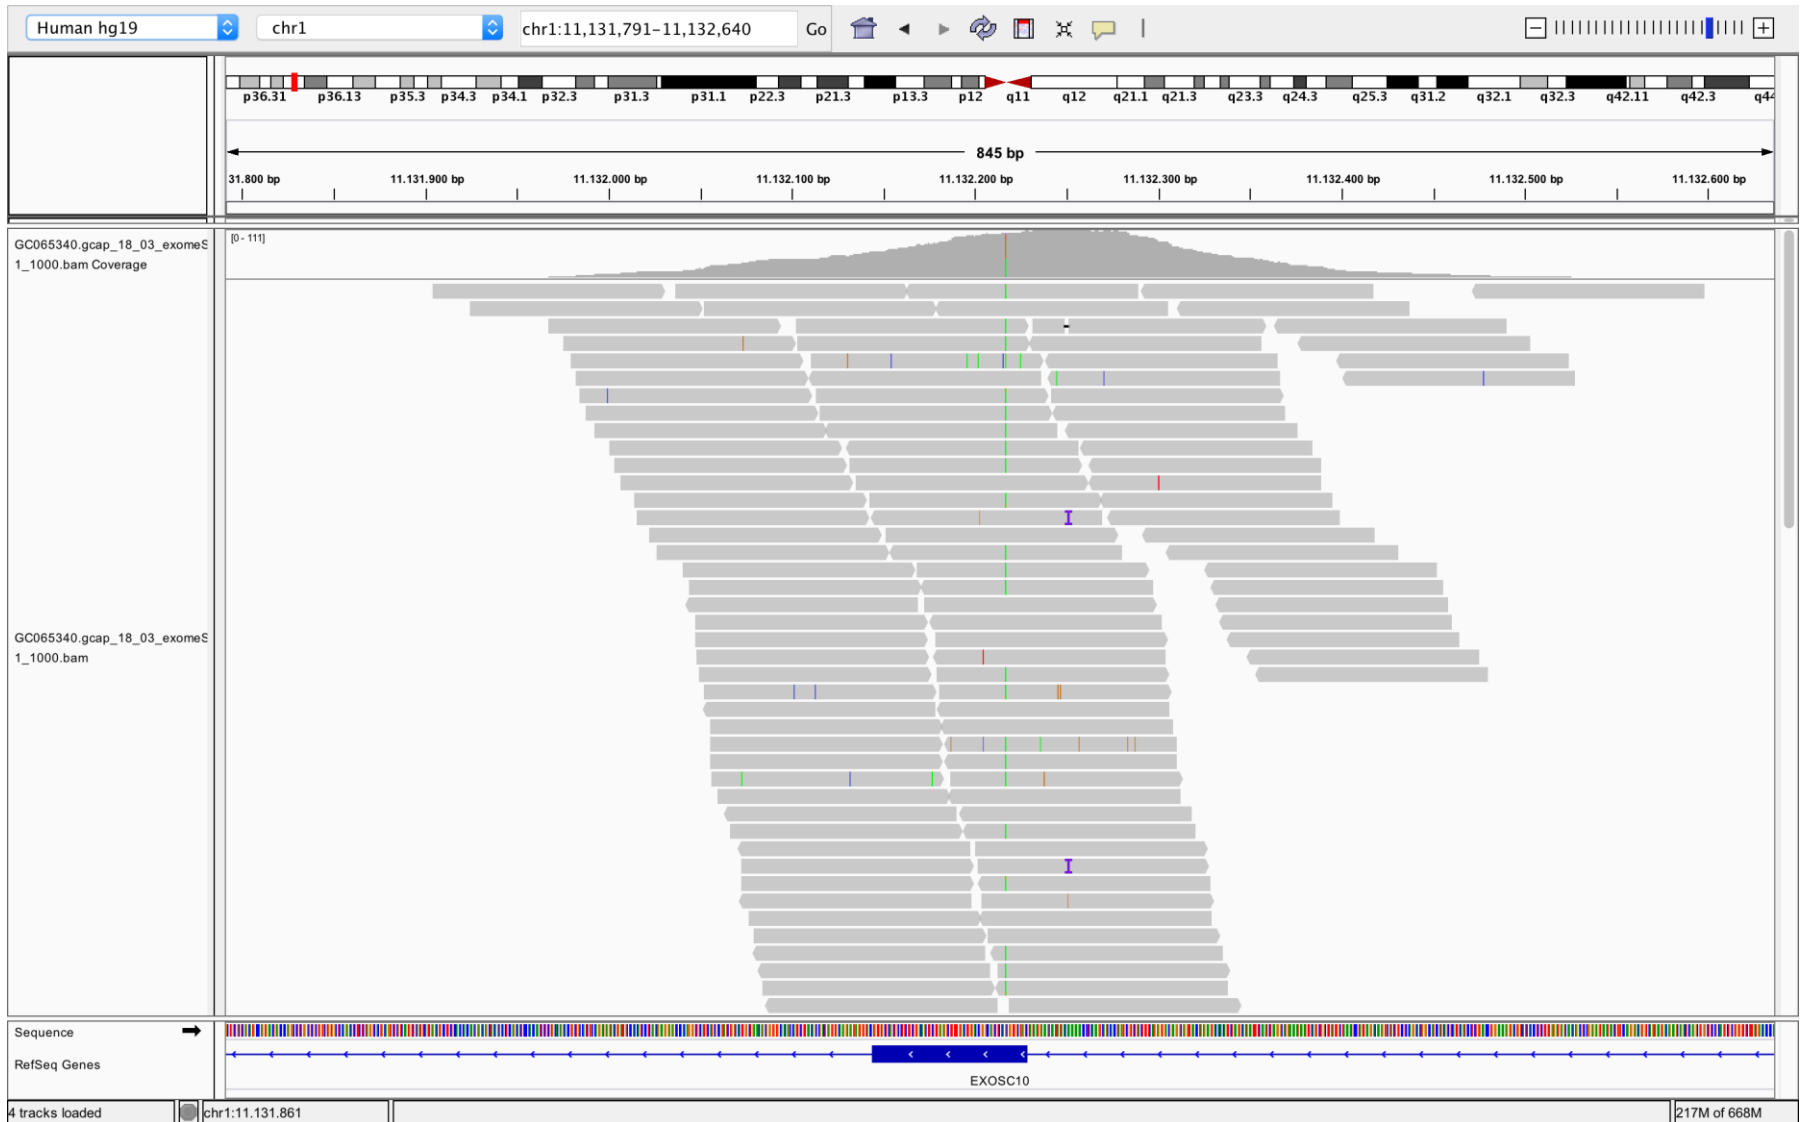 Human hg19 chr1 chr1:11,131,791-11,132,640 Go
p36.31 p36.13 p35.3 p34.3 p34.1 p32.3 p31.3 p31.1 p22.3 p21.3 p13.3 p12 q11 q12 q21.1 q21.3 q23.3 q24.3 q25.3 q31.2 q32.1 q32.3 q42.11 q42.3 q44
845 bp
31.800 bp 11.131.900 bp 11.132.000 bp 11.132.100 bp 11.132.200 bp 11.132.300 bp 11.132.400 bp 11.132.500 bp 11.132.600 bp
[0 - 111]
GC065340.gcap_18_03_exomeS
1_1000.bam Coverage
GC065340.gcap_18_03_exomeS
1_1000.bam
Sequence
RefSeq Genes
EXOSC10
4 tracks loaded chr1:11.131.861 217M of 668M